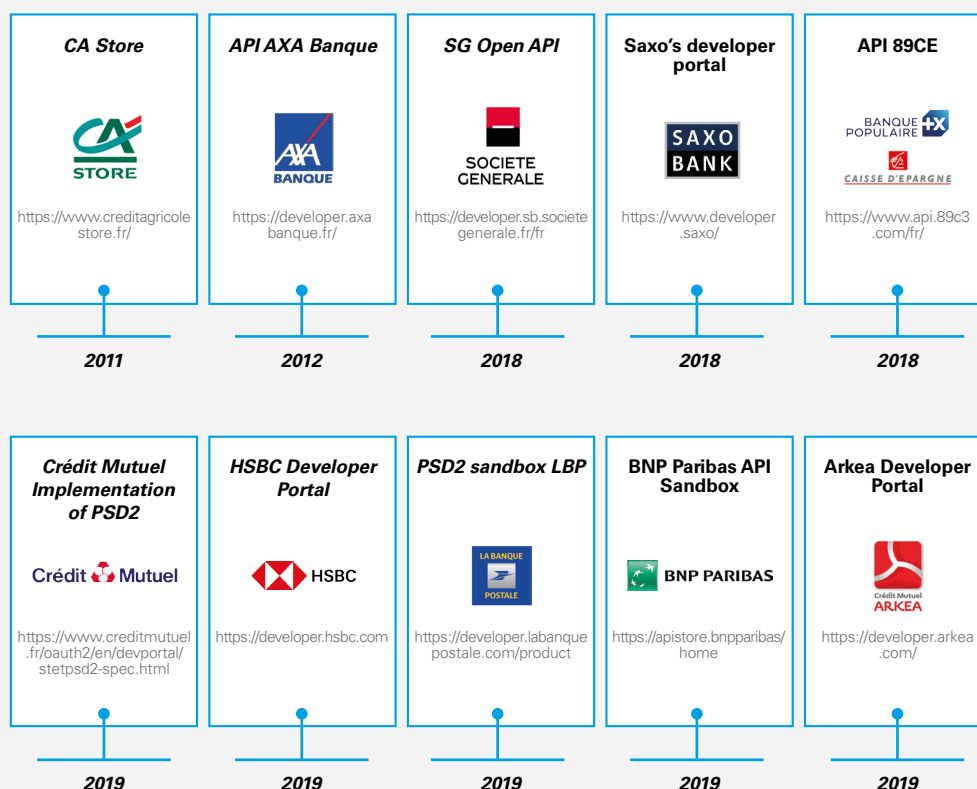 CA Store
CA
STORE
https://www.creditagricole
store.fr/
2011
API AXA Banque
AXA
BANQUE
https://developer.axa
banque.fr/
2012
SG Open API
SOCIETE
GENERALE
https://developer.sb.societe
generale.fr/fr
2018
Saxo's developer
portal
SAXO
BANK
https://www.developer
.saxo/
2018
API 89CE
BANQUE
POPULAIRE
CAISSE D'EPARGNE
https://www.api.89c3
.com/fr/
2018
Crédit Mutuel
Implementation
of PSD2
Crédit Mutuel
https://www.creditmutuel
.fr/oauth2/en/devportal/
stetpsd2-spec.html
2019
HSBC Developer
Portal
HSBC
https://developer.hsbc.com
2019
PSD2 sandbox LBP
LA BANQUE
POSTALE
https://developer.labanque
postale.com/product
2019
BNP Paribas API
Sandbox
BNP PARIBAS
https://apistore.bnpparibas/
home
2019
Arkea Developer
Portal
Crédit Mutuel
ARKEA
https://developer.arkea
.com/
2019